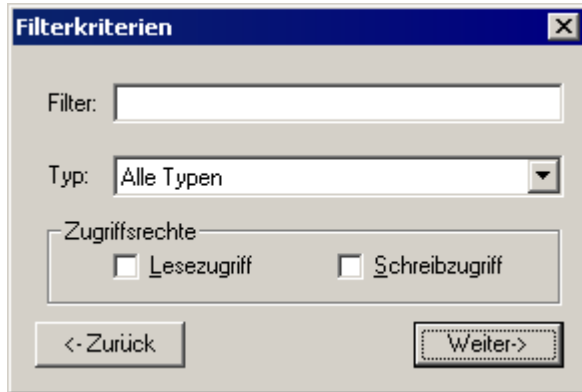 Filterkriterien
Filter:
Typ: Alle Typen
Zugriffsrechte
Lesezugriff Schreibzugriff
<- Zurück Weiter->